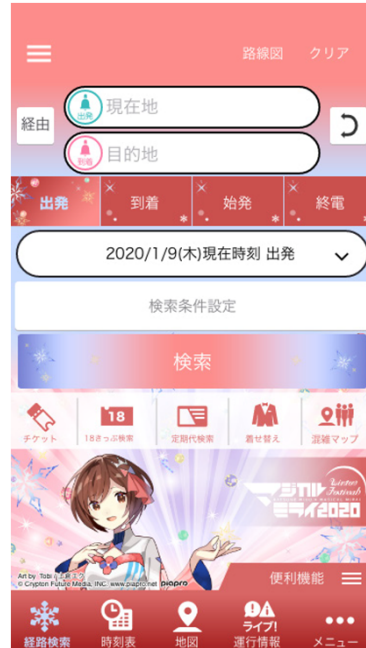 路線図 クリア
経由
出発
現在地
到着
目的地
出発 到着 始発 終電
2020/1/9(木)現在時刻 出発
検索条件設定
検索
18
チケット 18きっぷ検索 定期代検索 着せ替え 混雑マップ
Winter
Festival
マジカル
ミライ2020
Art by
© Crypton Future Media, INC. www.piapro.net piapro
便利機能
ライブ!
経路検索 時刻表 地図 運行情報 メニュー